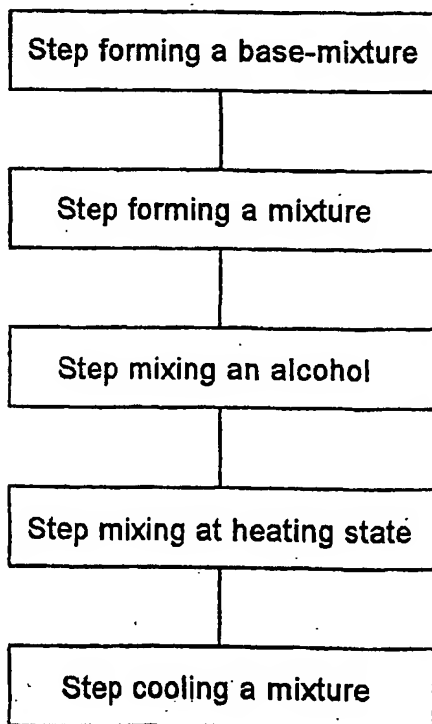 Step forming a base-mixture
Step forming a mixture
Step mixing an alcohol
Step mixing at heating state
Step cooling a mixture